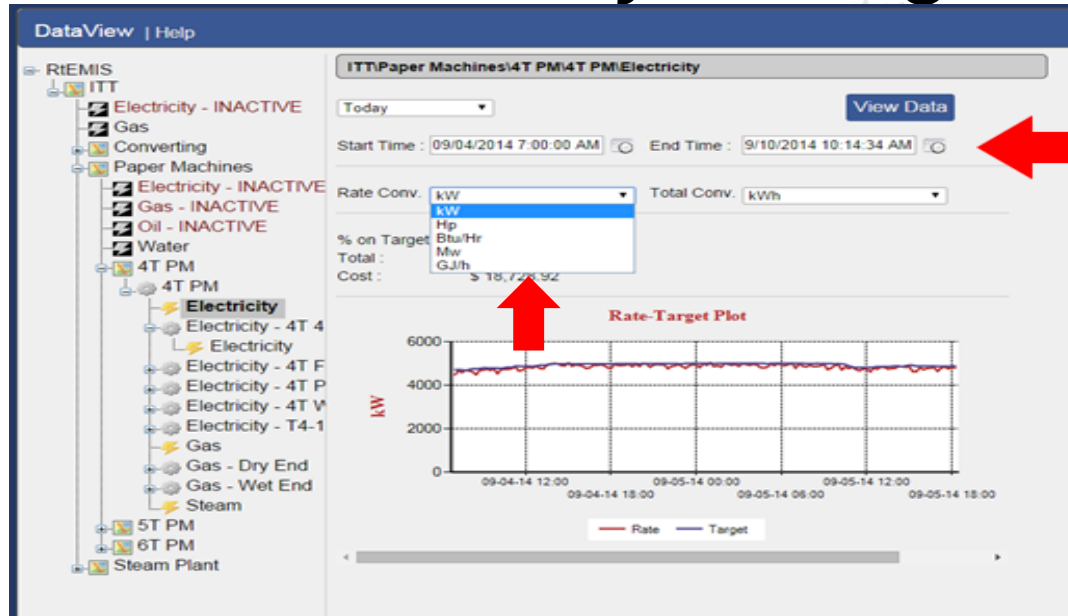 DataView | Help
RtEMIS
ITT
Electricity - INACTIVE
Gas
Converting
Paper Machines
Electricity - INACTIVE
Gas - INACTIVE
Oil - INACTIVE
Water
4T PM
4T PM
Electricity
Electricity - 4T 4
Electricity
Electricity - 4T F
Electricity - 4T P
Electricity - 4T W
Electricity - T4-1
Gas
Gas - Dry End
Gas - Wet End
Steam
5T PM
6T PM
Steam Plant
ITT\Paper Machines\4T PM\4T PM\Electricity
Today
View Data
Start Time : 09/04/2014 7:00:00 AM End Time : 9/10/2014 10:14:34 AM
Rate Conv. kW Total Conv. kWh
kW
Hp
Btu/Hr
Mw
GJ/h
% on Target
Total :
Cost : $ 18,728.92
Rate-Target Plot
kW
6000
4000
2000
0
09-04-14 12:00 09-05-14 00:00 09-05-14 12:00
09-04-14 18:00 09-05-14 06:00 09-05-14 18:00
Rate Target